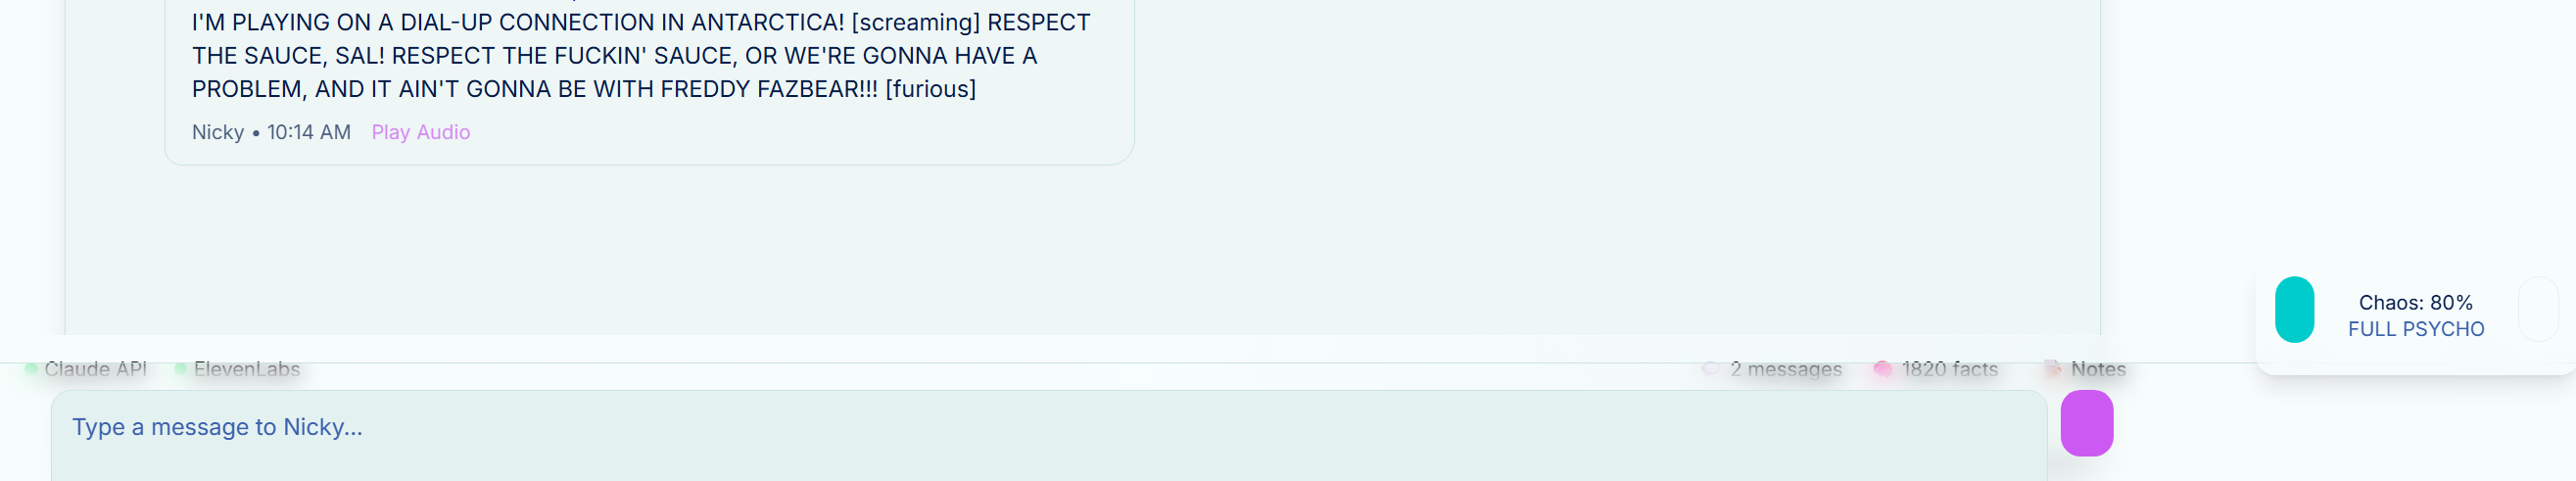 I'M PLAYING ON A DIAL-UP CONNECTION IN ANTARCTICA! [screaming] RESPECT
THE SAUCE, SAL! RESPECT THE FUCKIN' SAUCE, OR WE'RE GONNA HAVE A
PROBLEM, AND IT AIN'T GONNA BE WITH FREDDY FAZBEAR!!! [furious]
Nicky • 10:14 AM Play Audio
Chaos: 80%
FULL PSYCHO
Claude API ElevenLabs 2 messages 1820 facts Notes
Type a message to Nicky...